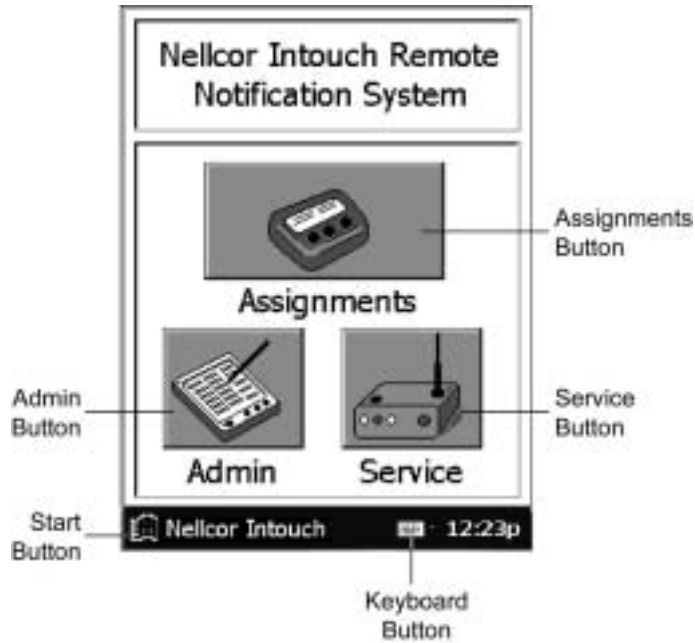 Nellcor Intouch Remote
Notification System
Assignments
Button
Assignments
Admin
Button
Service
Button
Admin
Service
Start
Button
Nellcor Intouch
12:23p
Keyboard
Button